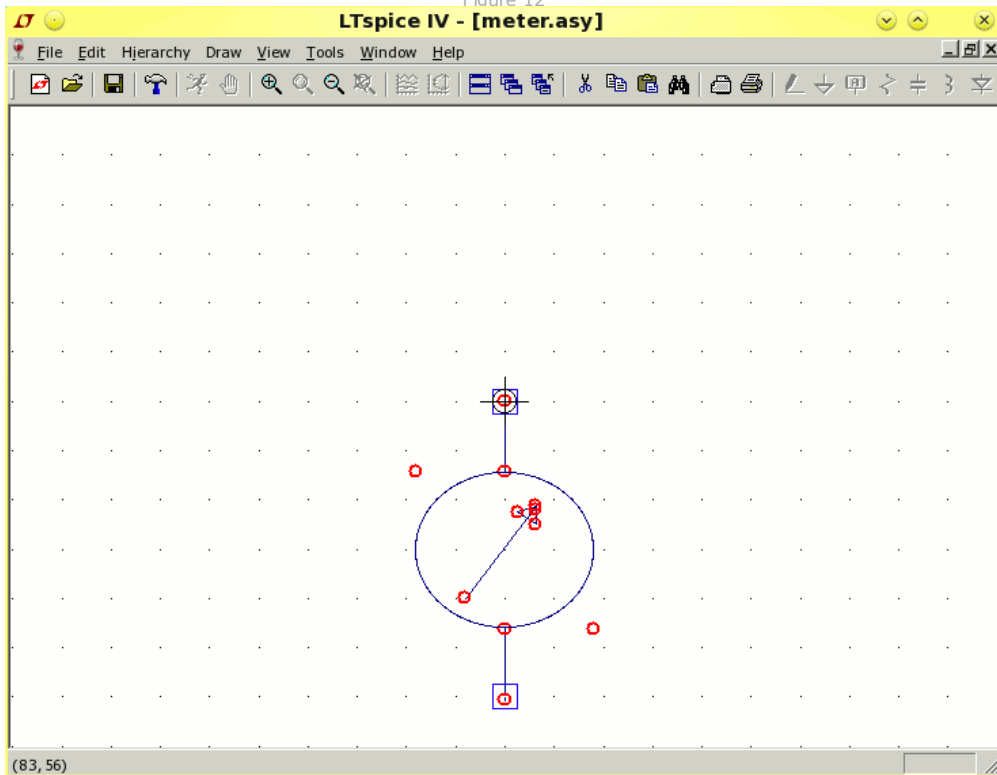 Figure 12
LTspice IV - [meter.asy]
File Edit Hierarchy Draw View Tools Window Help
(83, 56)